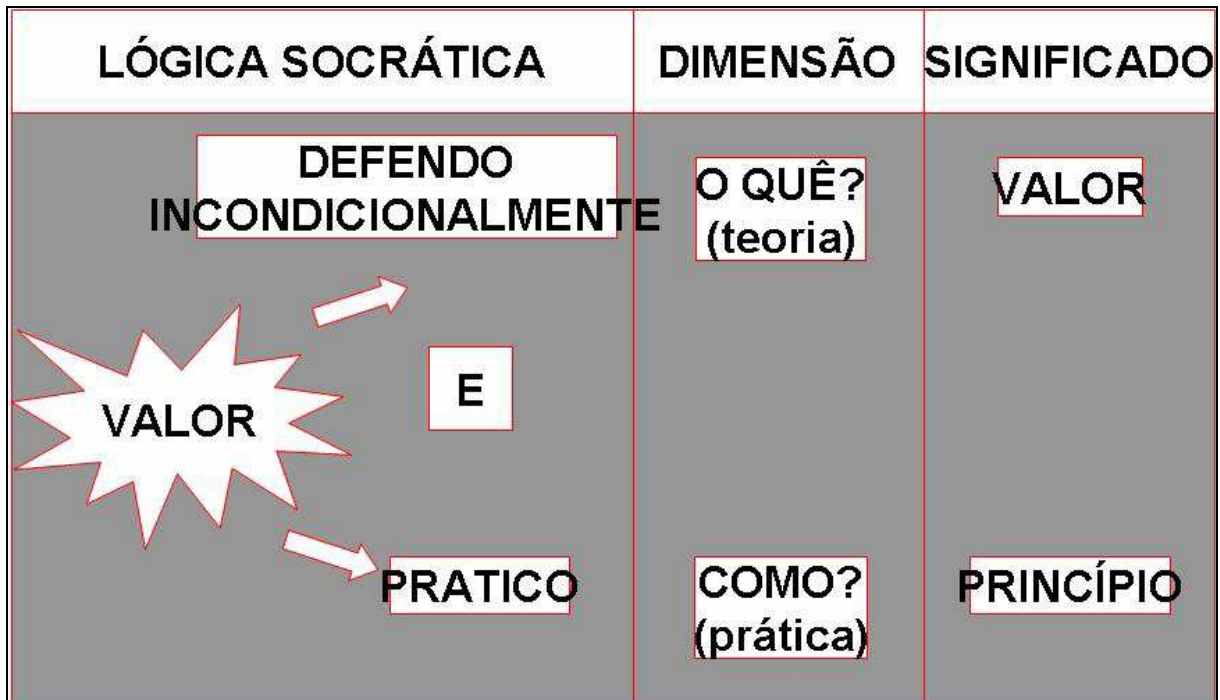 LÓGICA SOCRÁTICA
DIMENSÃO
SIGNIFICADO
DEFENDO
INCONDICIONALMENTE
O QUÊ?
(teoria)
VALOR
VALOR
E
PRATICO
COMO?
(prática)
PRINCÍPIO